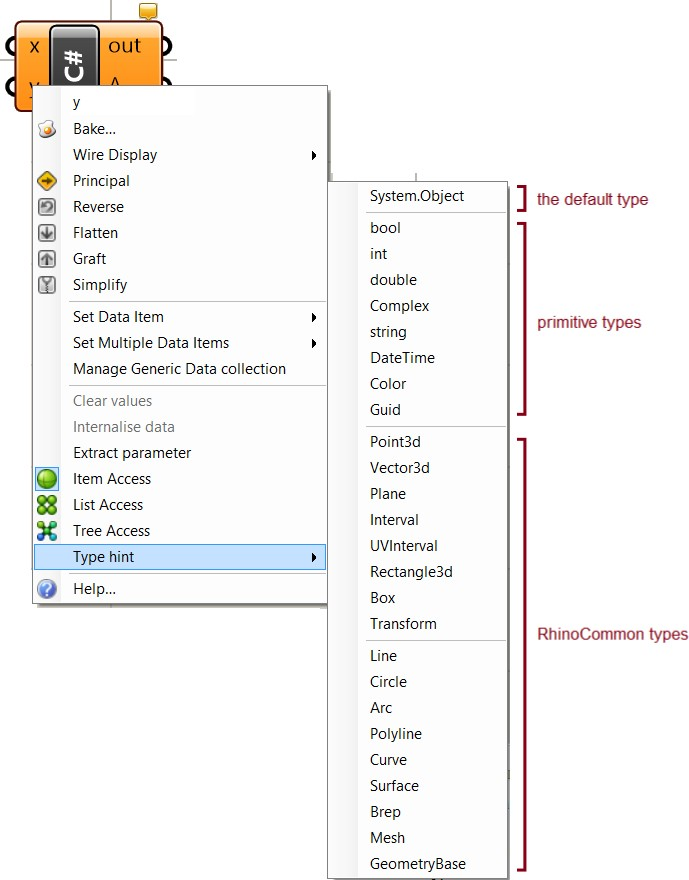 x
C#
out
y
A
y
Bake...
Wire Display
Principal
Reverse
Flatten
Graft
Simplify
Set Data Item
Set Multiple Data Items
Manage Generic Data collection
Clear values
Internalise data
Extract parameter
Item Access
List Access
Tree Access
Type hint
Help...
System.Object
bool
int
double
Complex
string
DateTime
Color
Guid
Point3d
Vector3d
Plane
Interval
UVInterval
Rectangle3d
Box
Transform
Line
Circle
Arc
Polyline
Curve
Surface
Brep
Mesh
GeometryBase
the default type
primitive types
RhinoCommon types